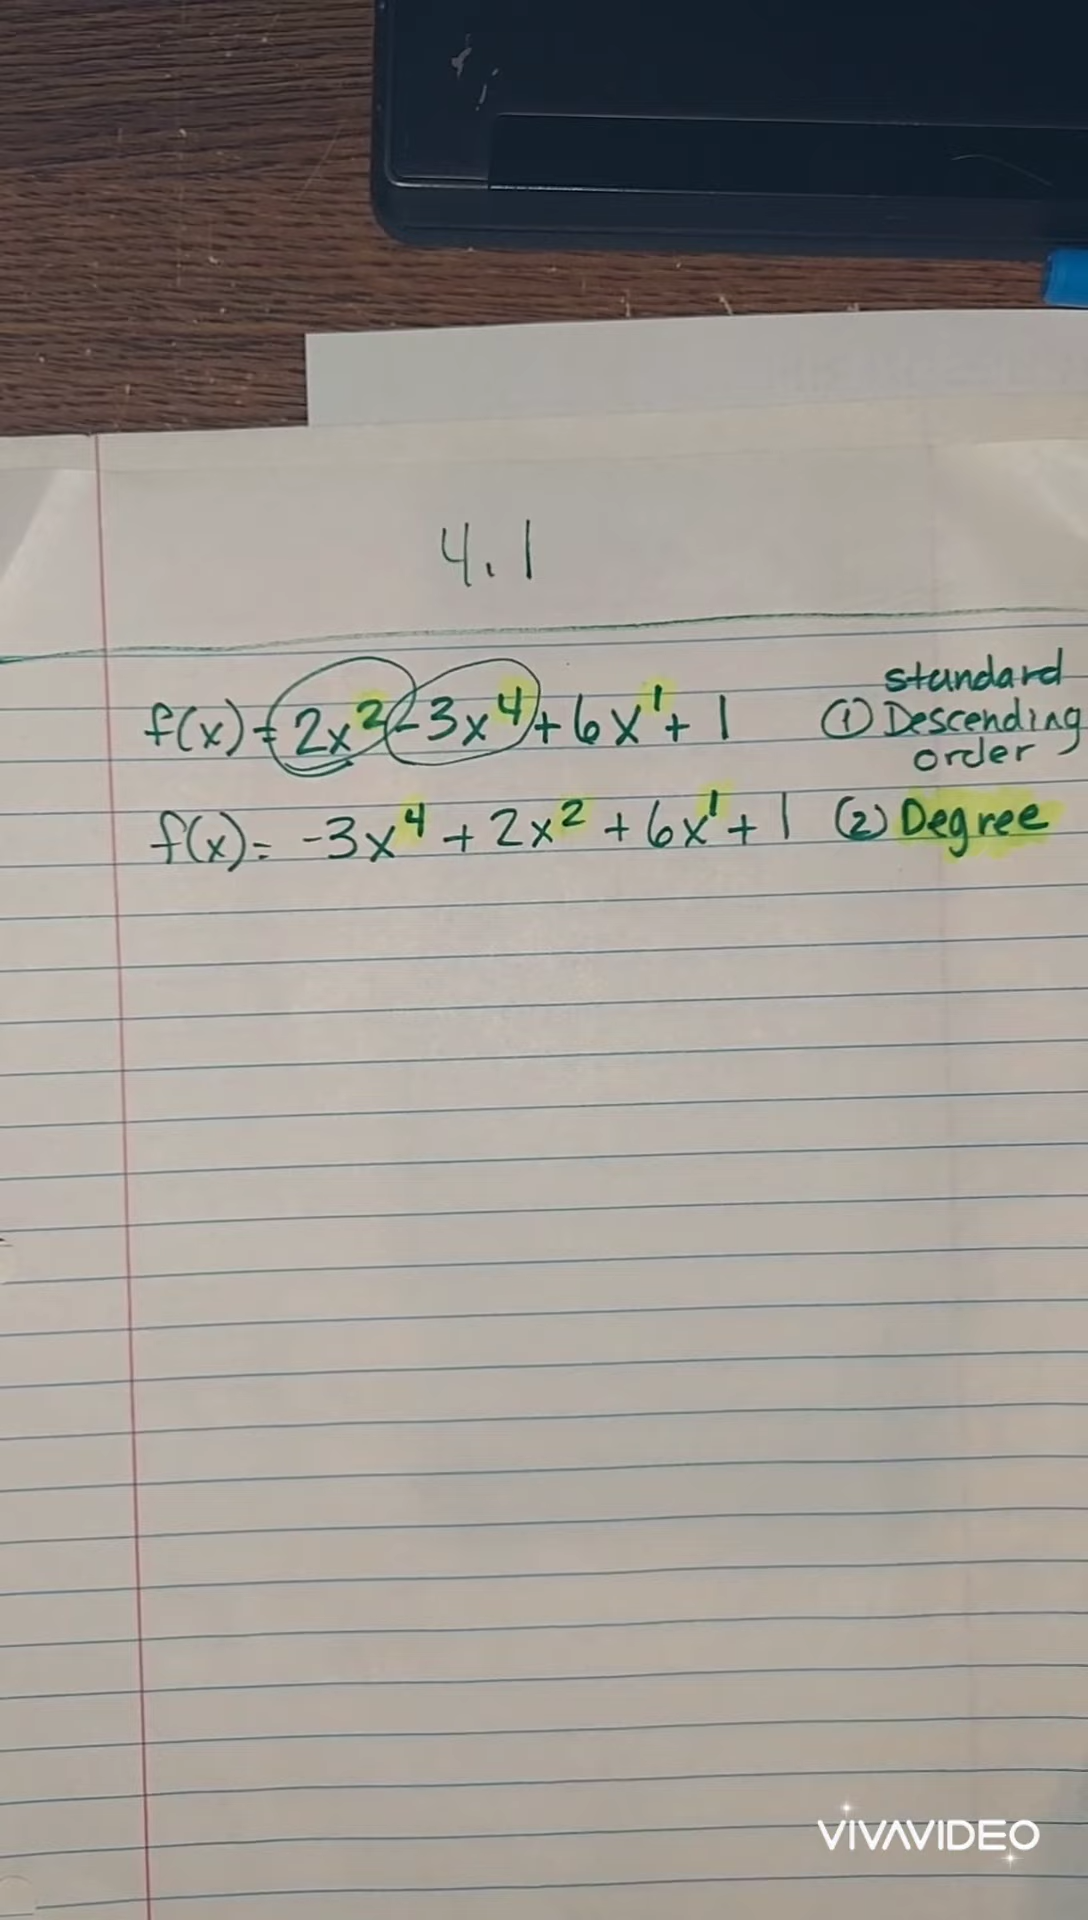 4.1
f(x) = 2x² - 3x⁴ + 6x¹ + 1 (1) standard Descending order
f(x) = -3x⁴ + 2x² + 6x¹ + 1 (2) Degree
VIVAVIDEO